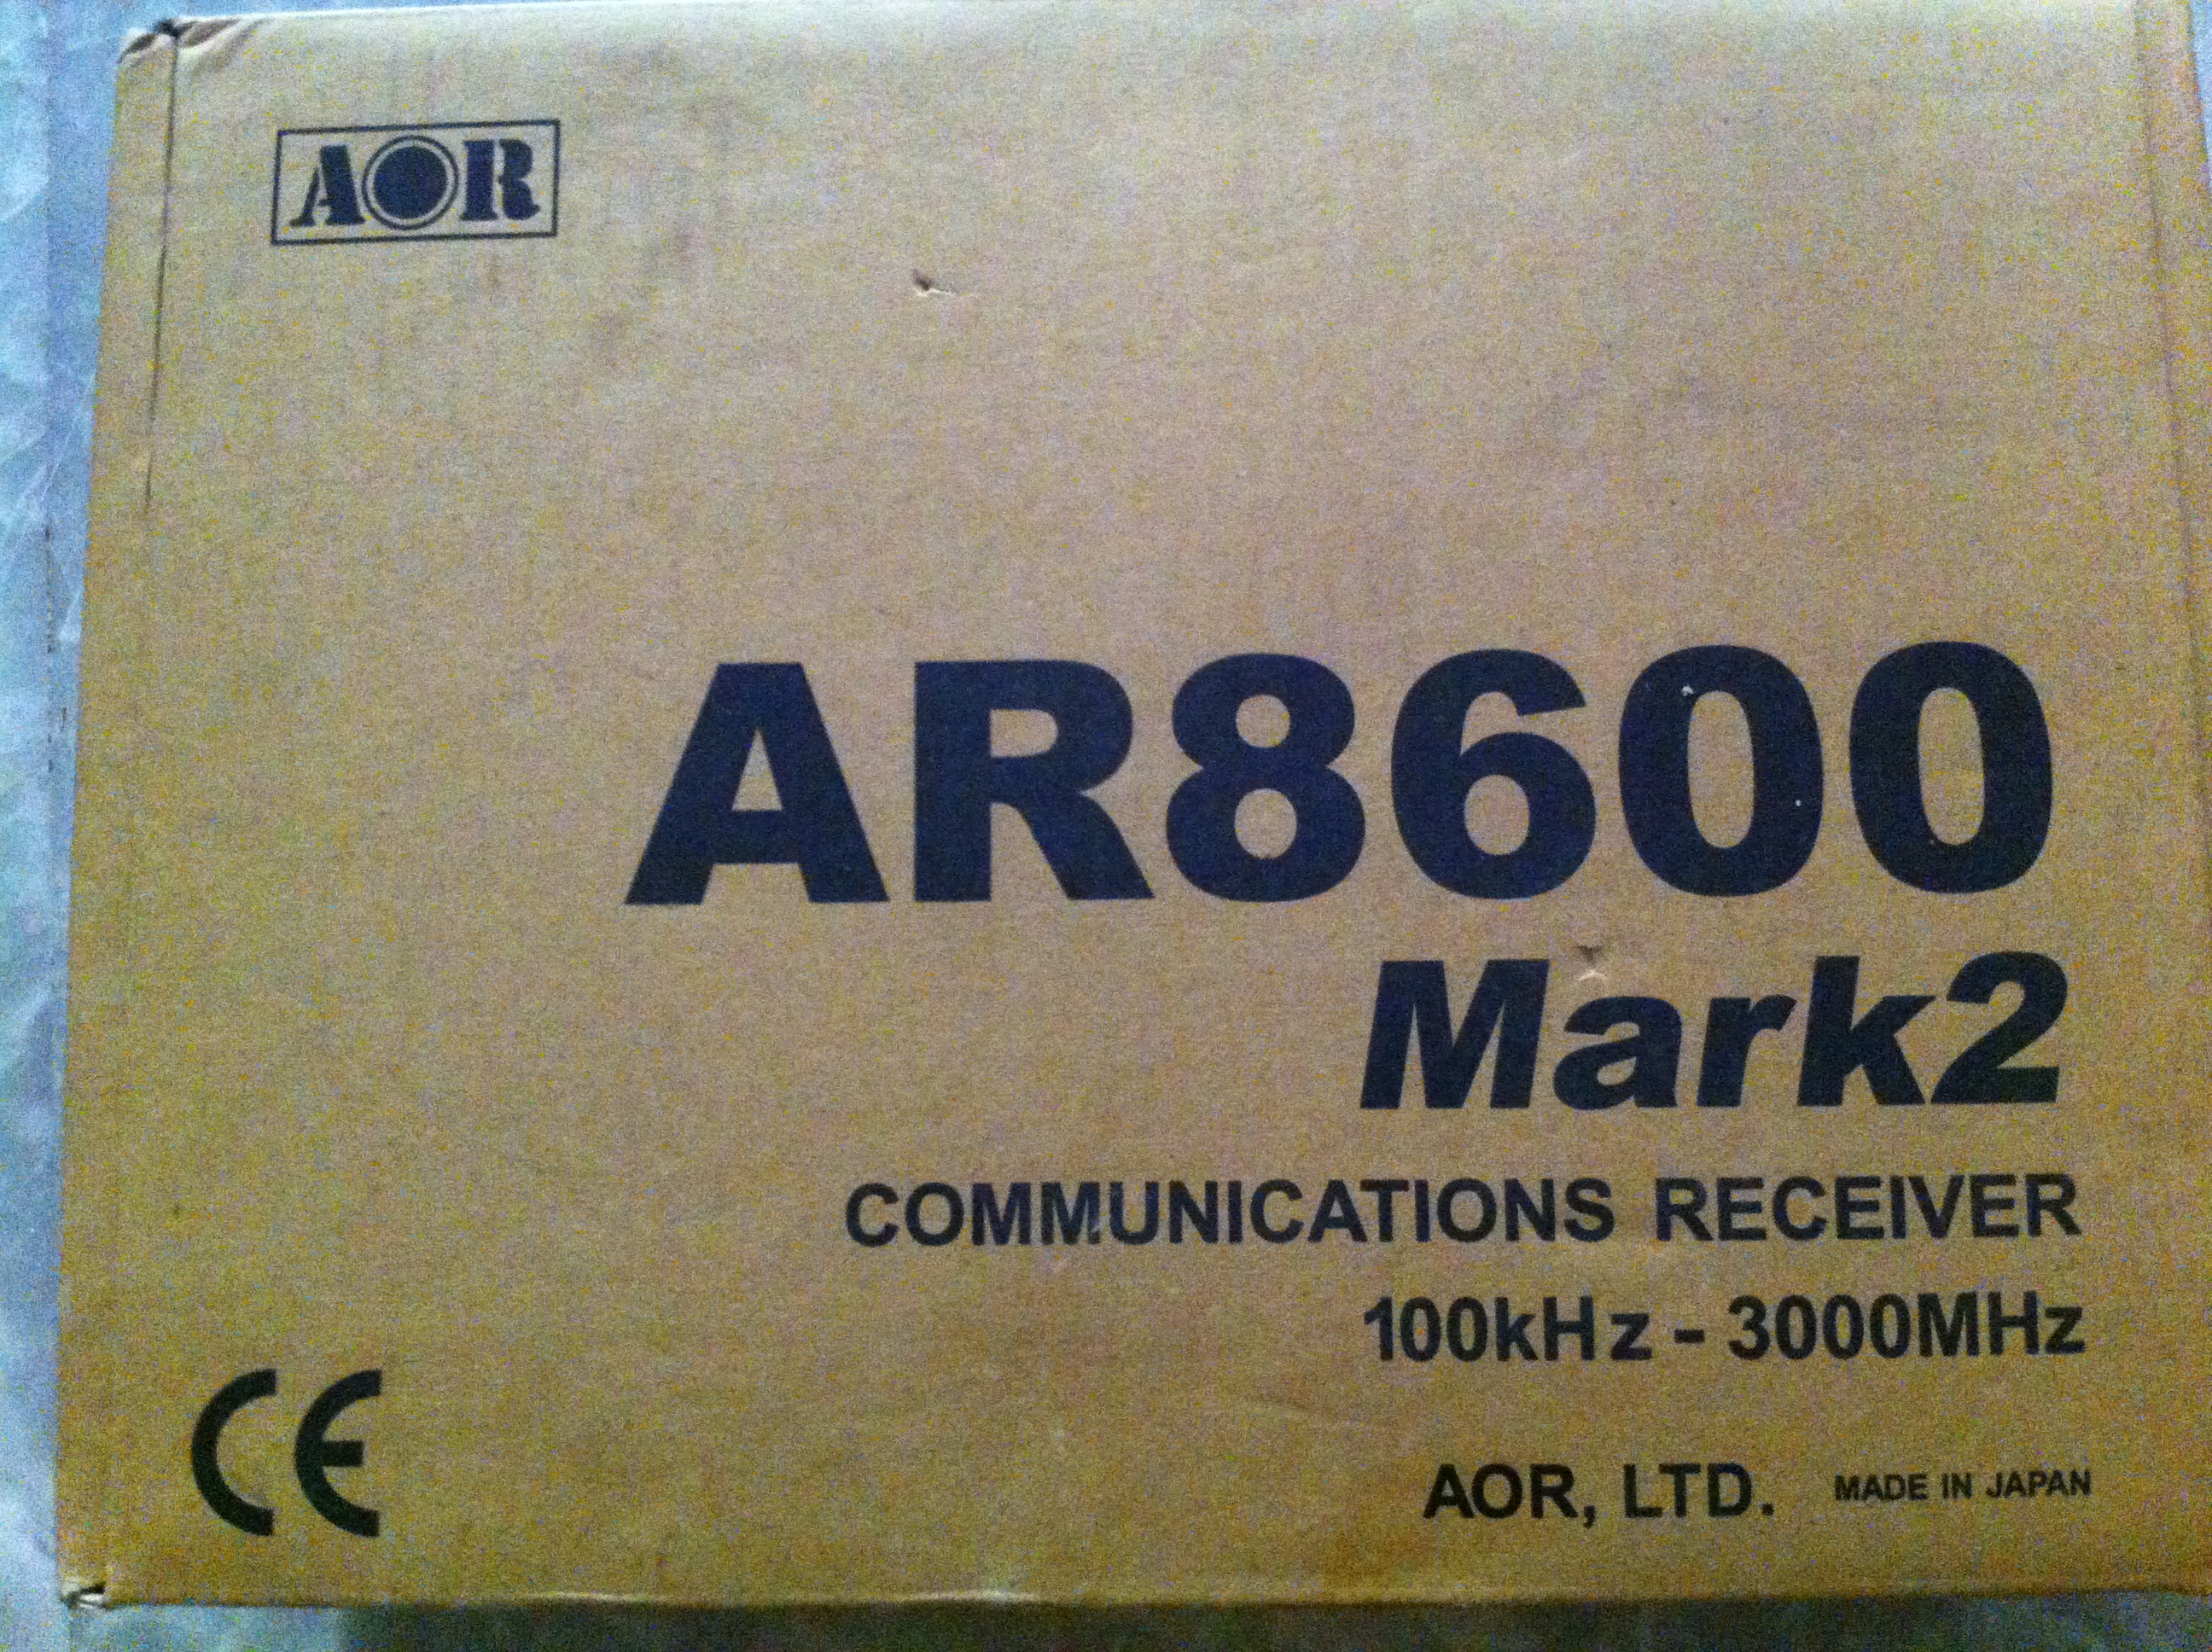 AOR
AR8600
Mark2
COMMUNICATIONS RECEIVER
100kHz - 3000MHz
CE
AOR, LTD. MADE IN JAPAN